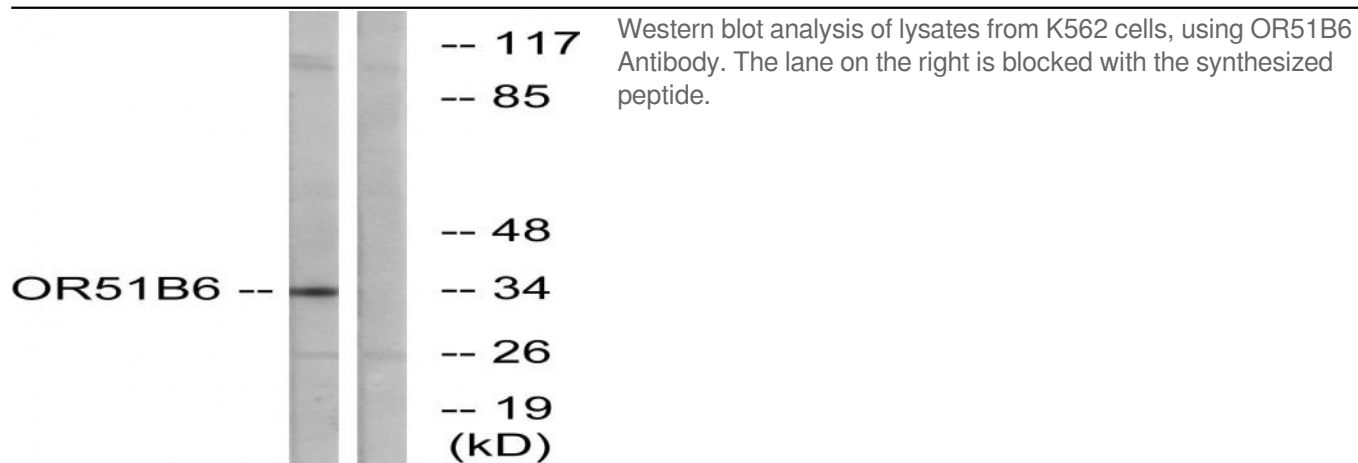 Western blot analysis of lysates from K562 cells, using OR51B6
Antibody. The lane on the right is blocked with the synthesized
peptide.
-- 117
-- 85
-- 48
OR51B6 -- -- 34
-- 26
-- 19
(kD)